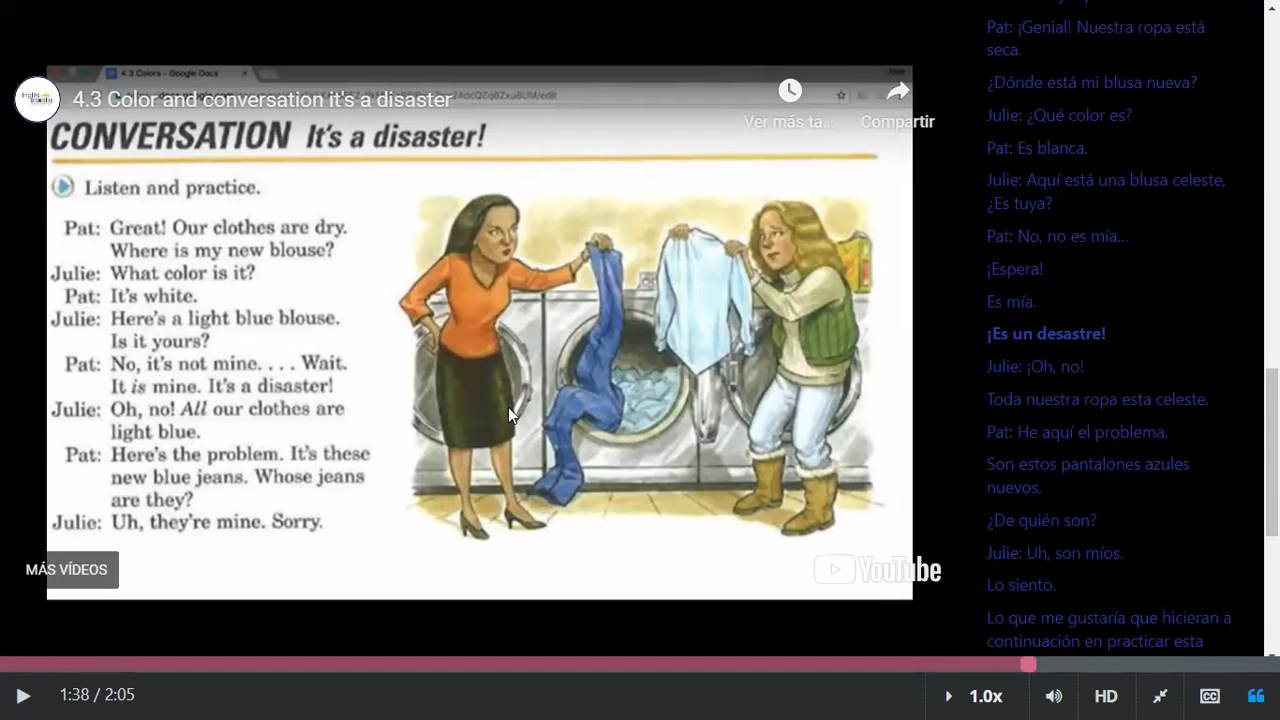 4.3 Colors - Google Docs
4.3 Color and conversation it's a disaster
Ver más ta...
Compartir
CONVERSATION It's a disaster!
Listen and practice.
Pat: Great! Our clothes are dry.
Where is my new blouse?
Julie: What color is it?
Pat: It's white.
Julie: Here's a light blue blouse.
Is it yours?
Pat: No, it's not mine. . . . Wait.
It is mine. It's a disaster!
Julie: Oh, no! All our clothes are
light blue.
Pat: Here's the problem. It's these
new blue jeans. Whose jeans
are they?
Julie: Uh, they're mine. Sorry.
MÁS VÍDEOS
YouTube
1:38 / 2:05
1.0x
HD
CC
Pat: ¡Genial! Nuestra ropa está
seca.
¿Dónde está mi blusa nueva?
Julie: ¿Qué color es?
Pat: Es blanca.
Julie: Aquí está una blusa celeste,
¿Es tuya?
Pat: No, no es mía...
¡Espera!
Es mía.
¡Es un desastre!
Julie: ¡Oh, no!
Toda nuestra ropa esta celeste.
Pat: He aquí el problema.
Son estos pantalones azules
nuevos.
¿De quién son?
Julie: Uh, son míos.
Lo siento.
Lo que me gustaría que hicieran a
continuación en practicar esta